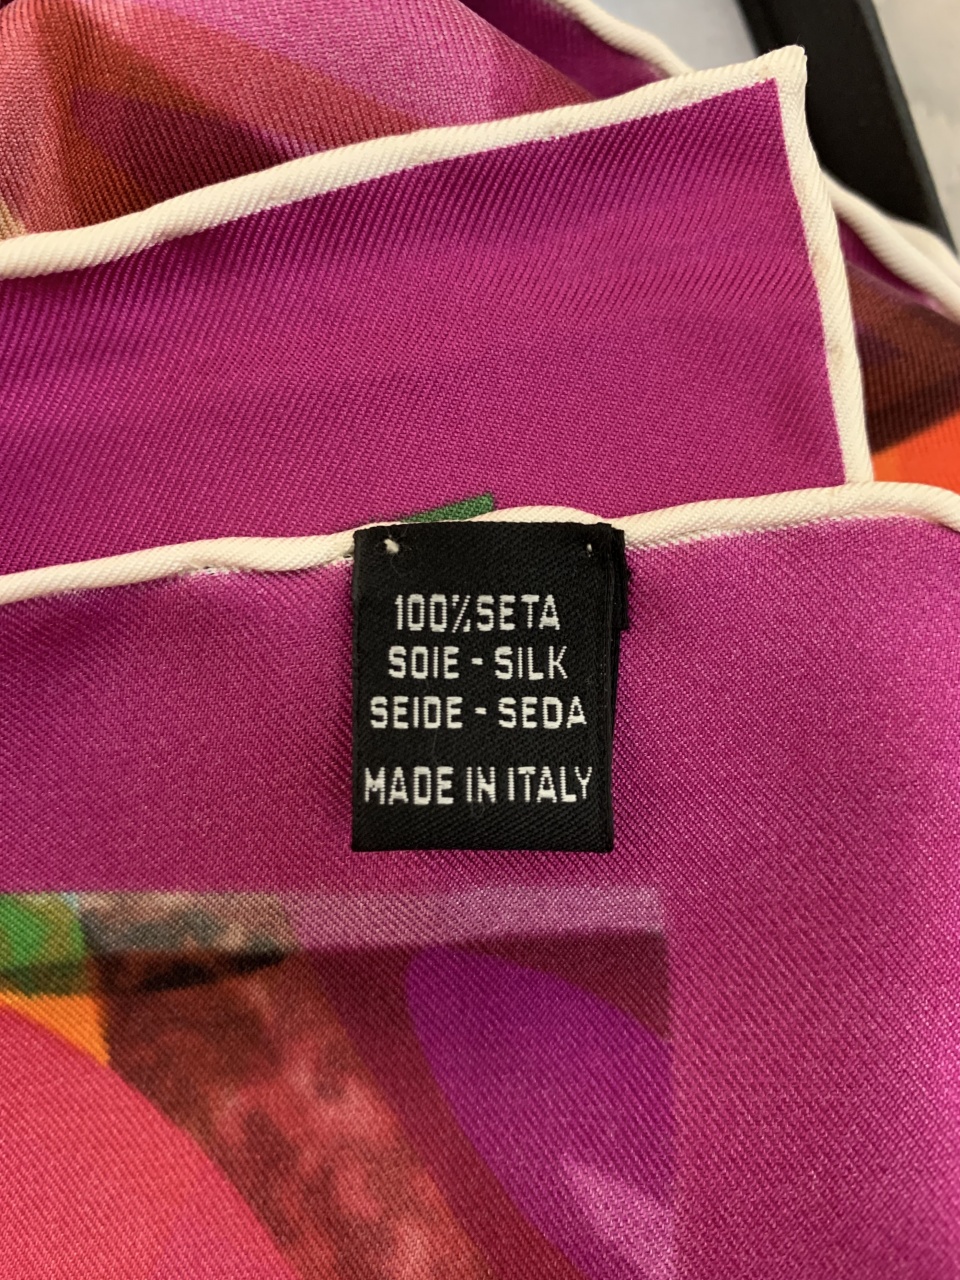 100%SETA
SOIE - SILK
SEIDE - SEDA
MADE IN ITALY